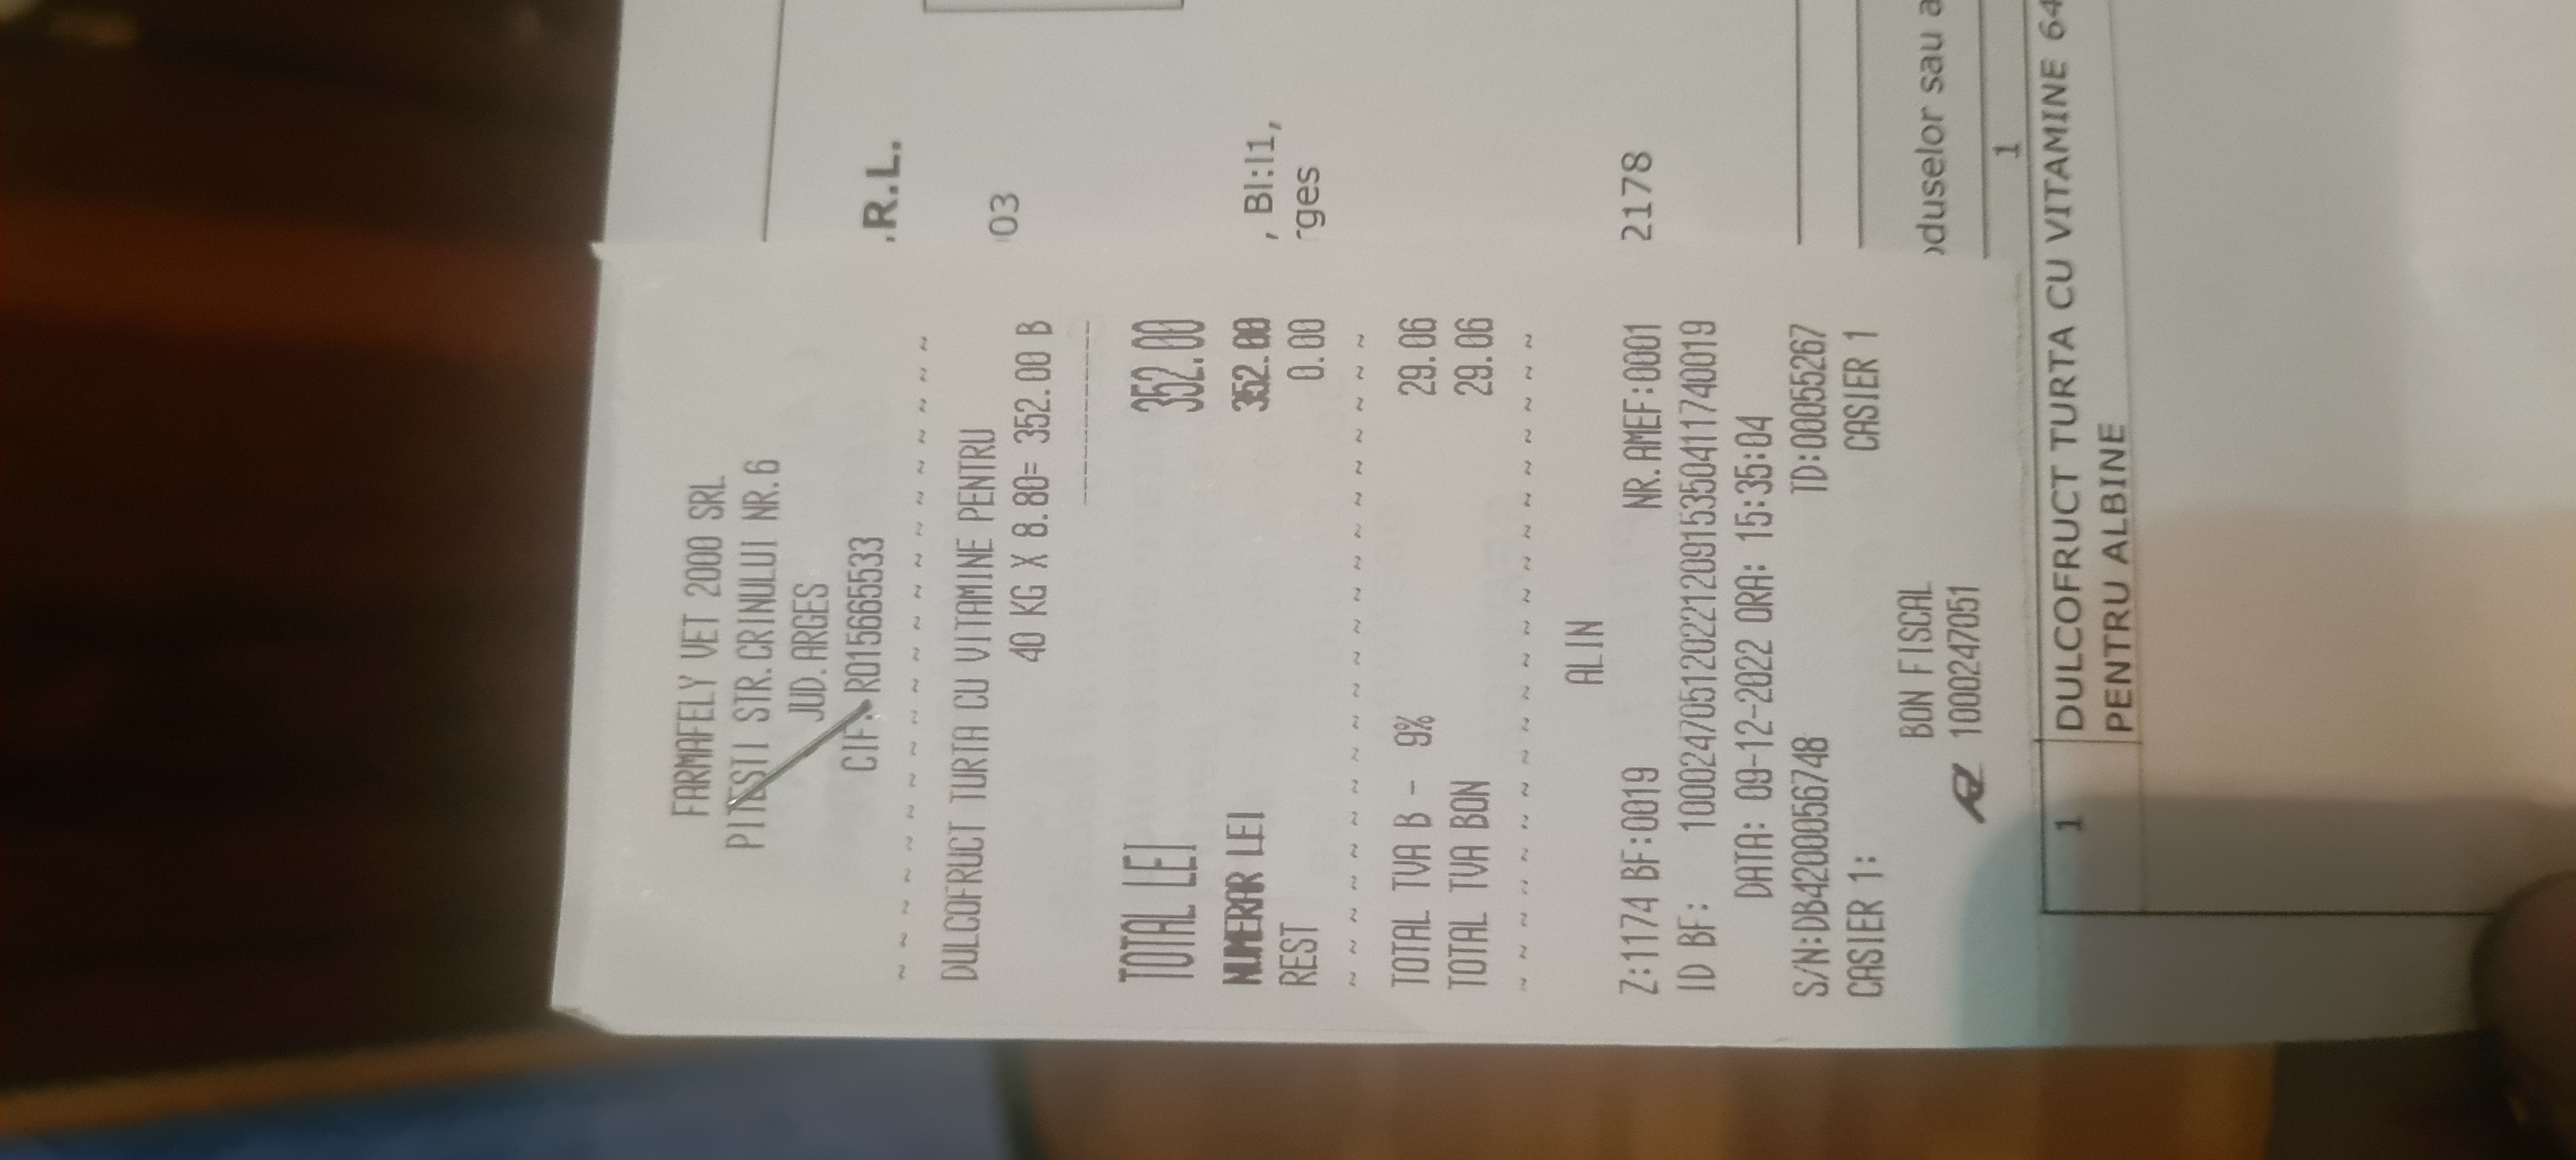 FARMAFELY VET 2000 SRL
PITESTI STR.CRINULUI NR.6
JUD.ARGES
CIF: RO15665533
~ ~ ~ ~ ~ ~ ~ ~ ~ ~ ~ ~ ~ ~ ~ ~ ~ ~ ~ ~ ~
DULCOFRUCT TURTA CU VITAMINE PENTRU
40 KG X 8.80= 352.00 B
TOTAL LEI 352.00
NUMERAR LEI 352.00
REST 0.00
~ ~ ~ ~ ~ ~ ~ ~ ~ ~ ~ ~ ~ ~ ~ ~ ~ ~ ~ ~ ~
TOTAL TVA B - 9% 29.06
TOTAL TVA BON 29.06
~ ~ ~ ~ ~ ~ ~ ~ ~ ~ ~ ~ ~ ~ ~ ~ ~ ~ ~ ~ ~
ALIN
Z:1174 BF:0019 NR.AMEF:0001
ID BF: 10002470512022120915350411740019
DATA: 09-12-2022 ORA: 15:35:04
S/N:DB4200056748 TD:00055267
CASIER 1: CASIER 1
BON FISCAL
1000247051
.R.L.
03
, Bl:I1,
ges
2178
duselor sau a
1
1 DULCOFRUCT TURTA CU VITAMINE 64
PENTRU ALBINE